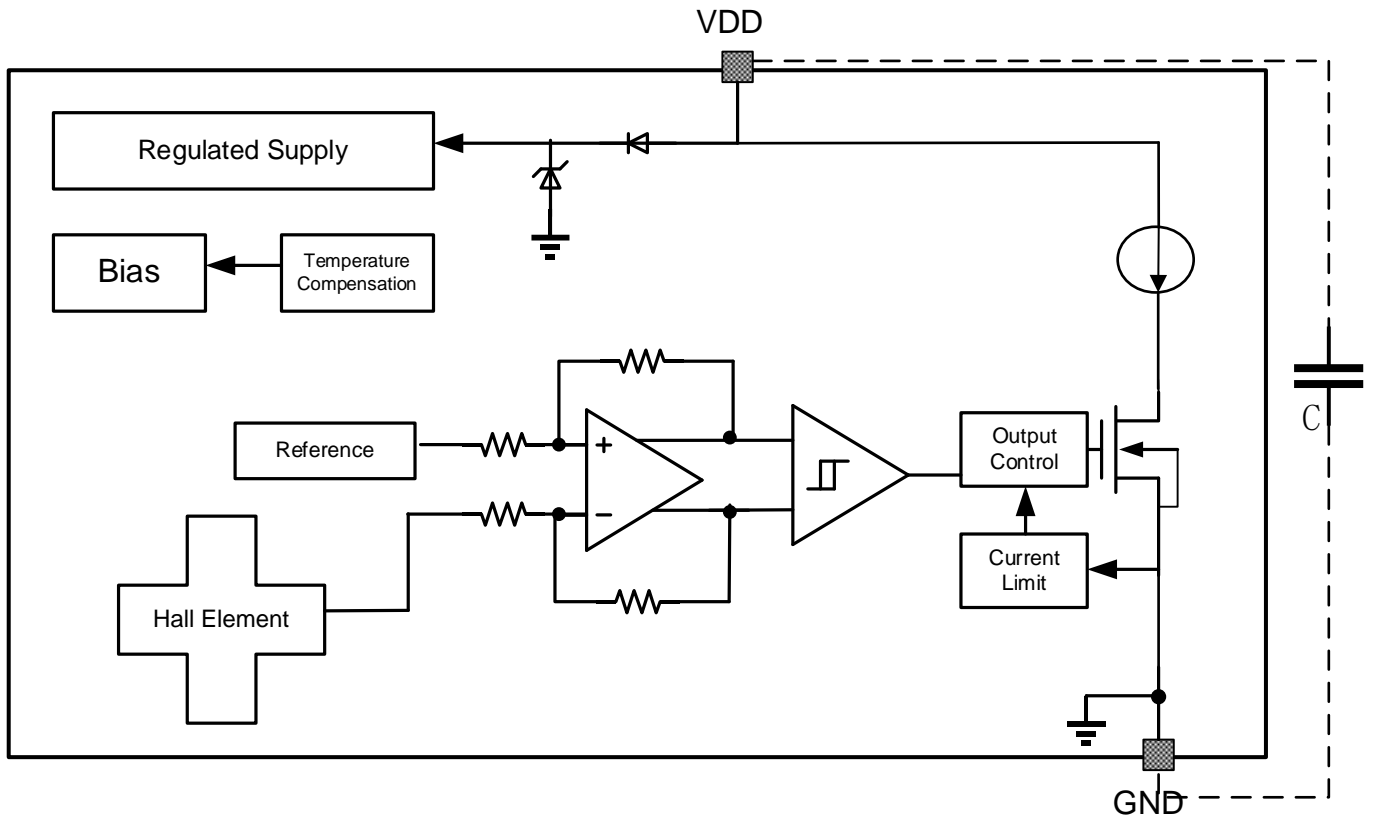 VDD
Regulated Supply
Bias
Temperature
Compensation
Reference
+
−
Output
Control
C
Current
Limit
Hall Element
GND